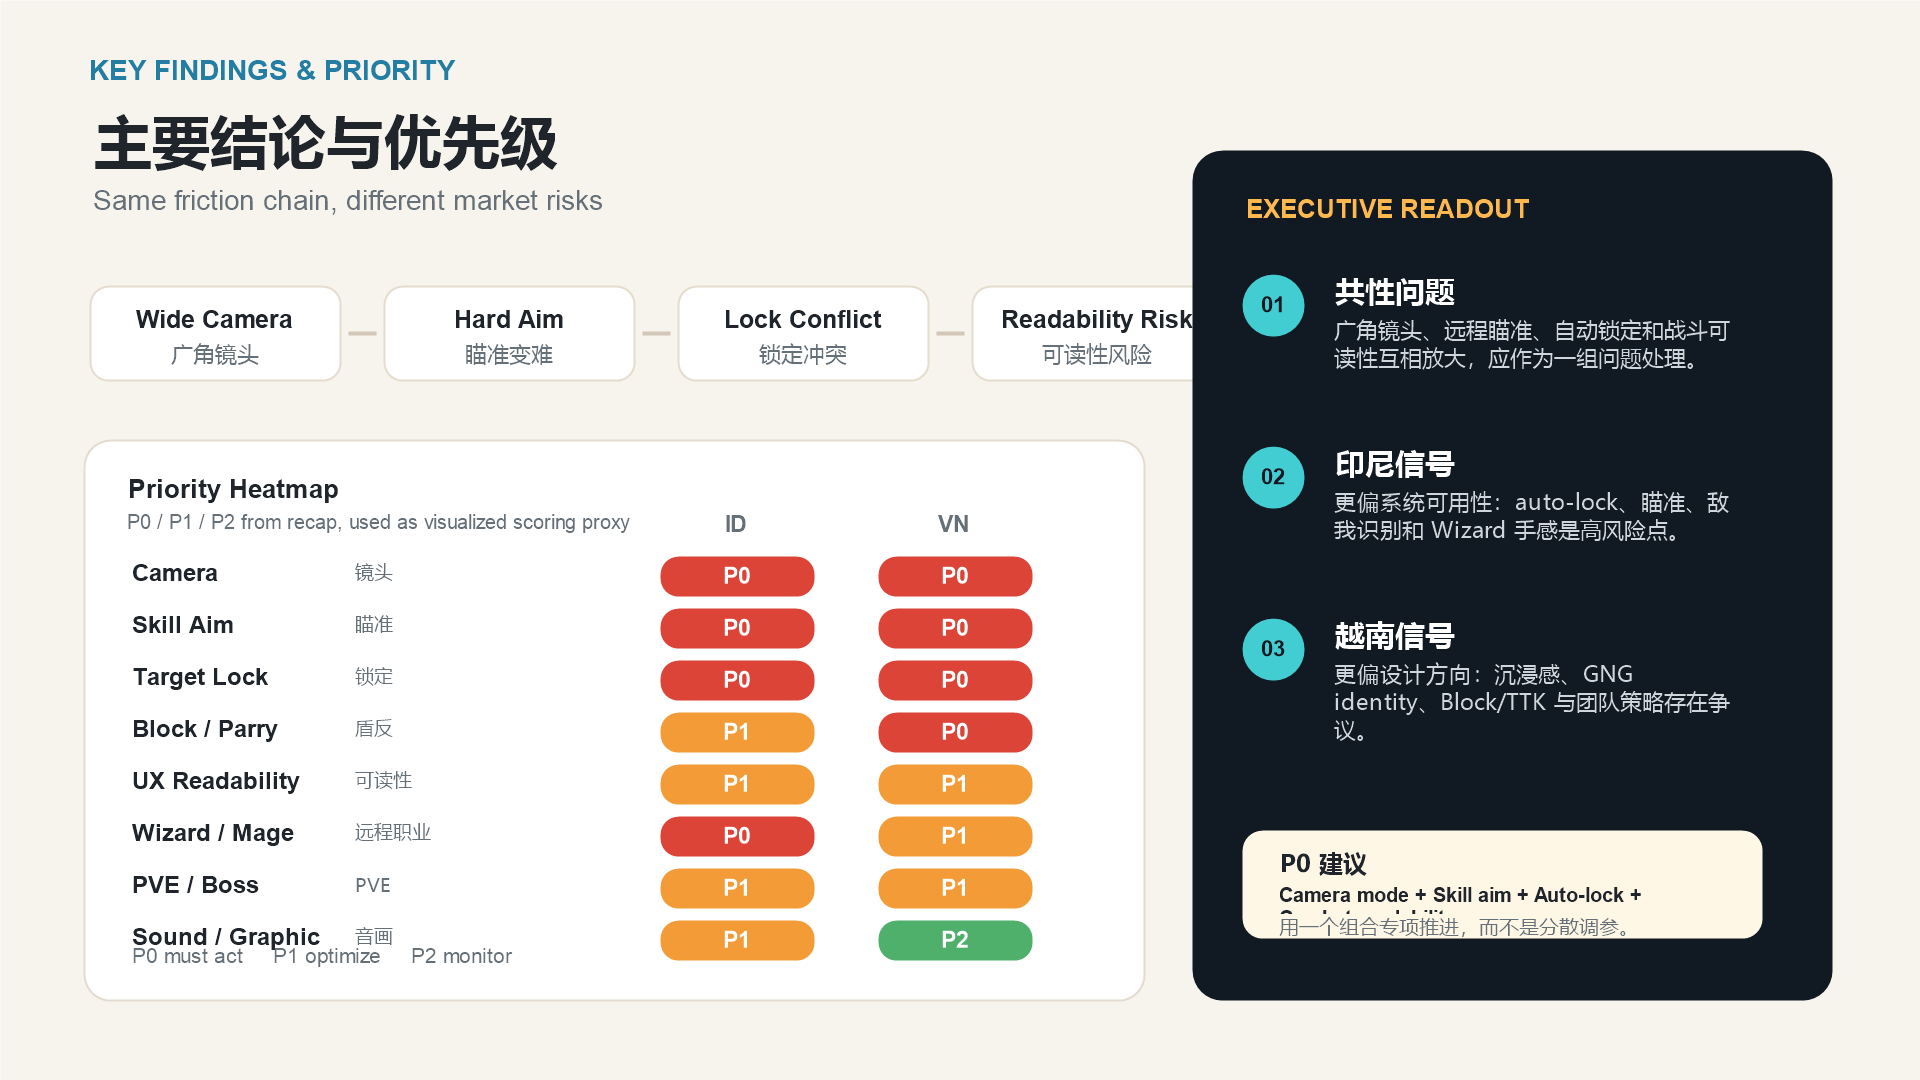 KEY FINDINGS & PRIORITY
主要结论与优先级
Same friction chain, different market risks
Wide Camera
广角镜头
Hard Aim
瞄准变难
Lock Conflict
锁定冲突
Readability Risk
可读性风险
Priority Heatmap
P0 / P1 / P2 from recap, used as visualized scoring proxy
ID VN
Camera 镜头 P0 P0
Skill Aim 瞄准 P0 P0
Target Lock 锁定 P0 P0
Block / Parry 盾反 P1 P0
UX Readability 可读性 P1 P1
Wizard / Mage 远程职业 P0 P1
PVE / Boss PVE P1 P1
Sound / Graphic 音画 P1 P2
P0 must act P1 optimize P2 monitor
EXECUTIVE READOUT
01
共性问题
广角镜头、远程瞄准、自动锁定和战斗可
读性互相放大，应作为一组问题处理。
02
印尼信号
更偏系统可用性：auto-lock、瞄准、敌
我识别和 Wizard 手感是高风险点。
03
越南信号
更偏设计方向：沉浸感、GNG
identity、Block/TTK 与团队策略存在争
议。
P0 建议
Camera mode + Skill aim + Auto-lock +
用一个组合专项推进，而不是分散调参。